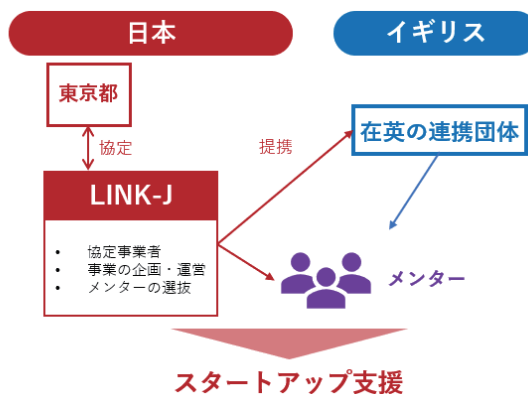 日本
イギリス
東京都
協定
提携
在英の連携団体
LINK-J
• 協定事業者
• 事業の企画・運営
• メンターの選抜
メンター
スタートアップ支援